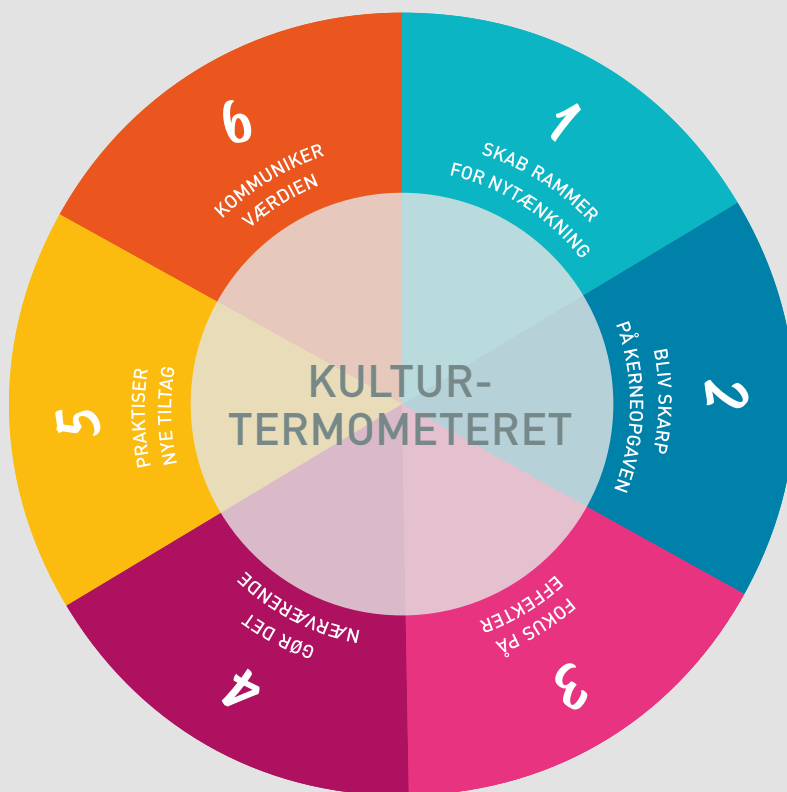 KULTUR-
TERMOMETERET
1
SKAB RAMMER
FOR NYTÆNKNING
2
BLIV SKARP
PÅ KERNEOPGAVEN
3
FOKUS PÅ
EFFEKTER
4
GØR DET
NÆRVÆRENDE
5
PRAKTISER
NYE TILTAG
6
KOMMUNIKER
VÆRDIEN